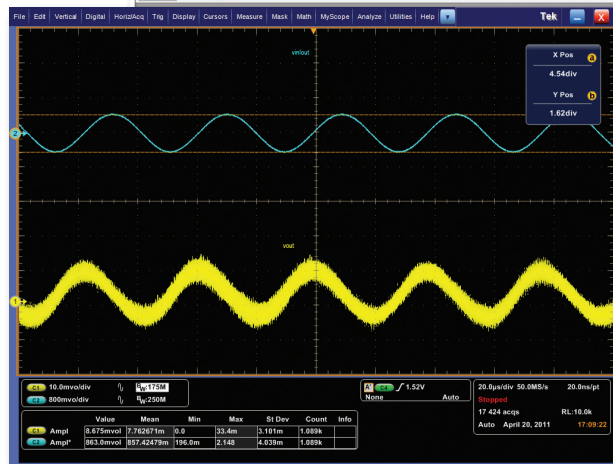 File Edit Vertical Digital Horiz/Acq Trig Display Cursors Measure Mask Math MyScope Analyze Utilities Help Tek X
vin/out
X Pos a
4.54div
Y Pos b
1.62div
2
vout
1
C1 10.0mvo/div BW:175M
C2 800mvo/div BW:250M
A' C4 1.52V
None Auto
20.0µs/div 50.0MS/s 20.0ns/pt
Stopped
17 424 acqs RL:10.0k
Auto April 20, 2011 17:09:22
Value Mean Min Max St Dev Count Info
C1 Ampl 8.675mvol 7.762671m 0.0 33.4m 3.101m 1.089k
C2 Ampl* 863.0mvol 857.42479m 196.0m 2.148 4.039m 1.089k